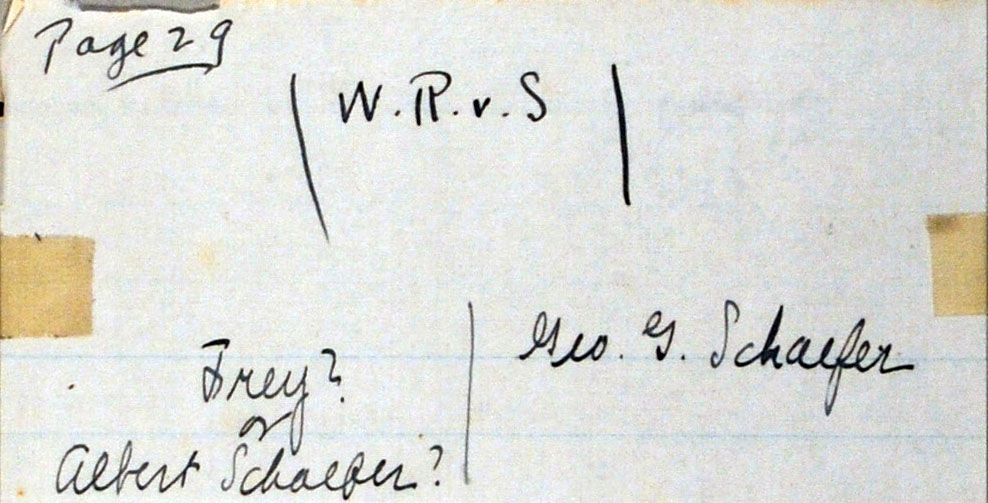 Page 29
W. R. v. S
Geo. G. Schaefer
Frey?
or
Albert Schaefer?